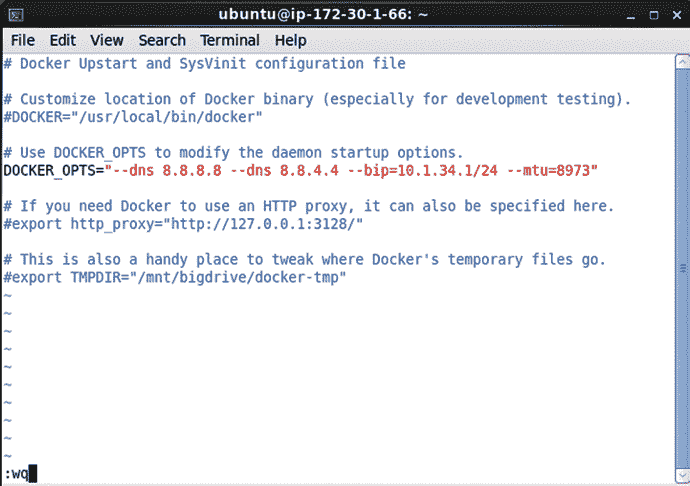 ubuntu@ip-172-30-1-66: ~
File Edit View Search Terminal Help
# Docker Upstart and SysVinit configuration file
# Customize location of Docker binary (especially for development testing).
#DOCKER="/usr/local/bin/docker"
# Use DOCKER_OPTS to modify the daemon startup options.
DOCKER_OPTS="--dns 8.8.8.8 --dns 8.8.4.4 --bip=10.1.34.1/24 --mtu=8973"
# If you need Docker to use an HTTP proxy, it can also be specified here.
#export http_proxy="http://127.0.0.1:3128/"
# This is also a handy place to tweak where Docker's temporary files go.
#export TMPDIR="/mnt/bigdrive/docker-tmp"
~
~
~
~
~
~
~
~
~
~
:wq